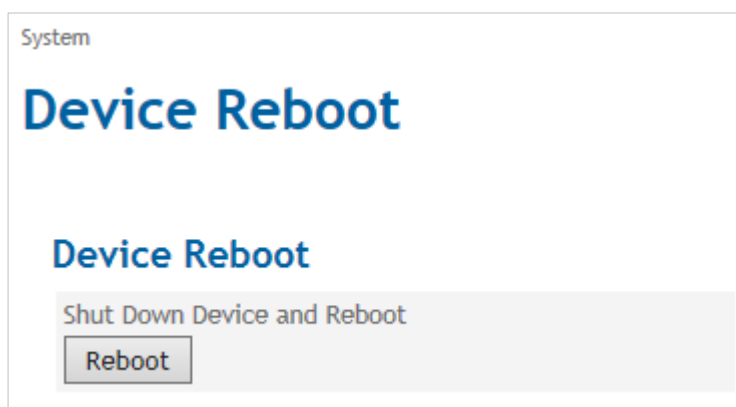 System
Device Reboot
Device Reboot
Shut Down Device and Reboot
Reboot